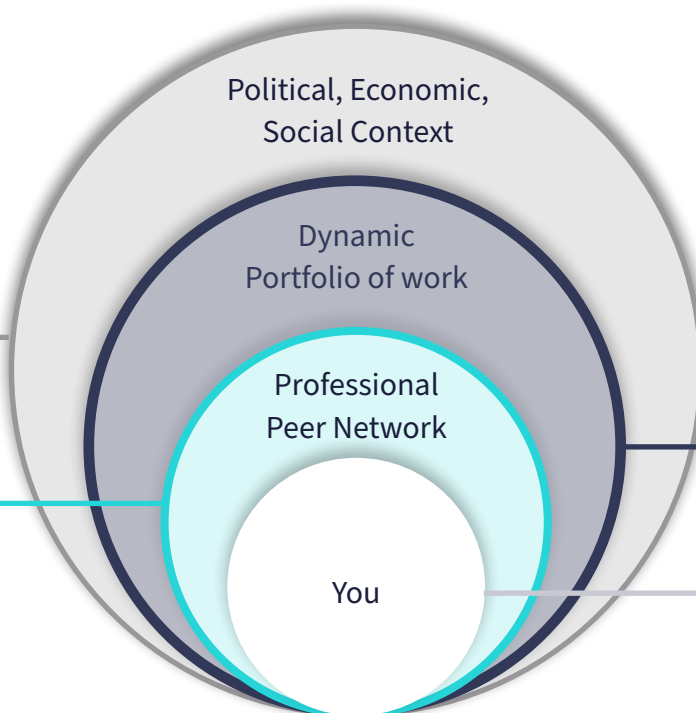 Political, Economic,
Social Context
Dynamic
Portfolio of work
Professional
Peer Network
You